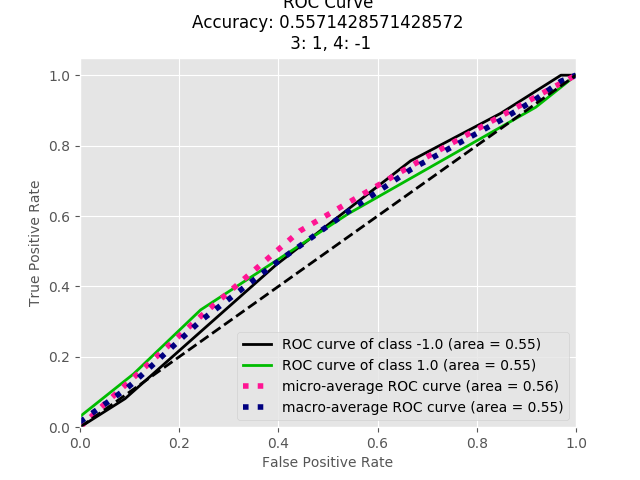 ROC Curve
Accuracy: 0.5571428571428572
3: 1, 4: -1
1.0
0.8
0.6
0.4
0.2
0.0
True Positive Rate
ROC curve of class -1.0 (area = 0.55)
ROC curve of class 1.0 (area = 0.55)
micro-average ROC curve (area = 0.56)
macro-average ROC curve (area = 0.55)
0.0 0.2 0.4 0.6 0.8 1.0
False Positive Rate